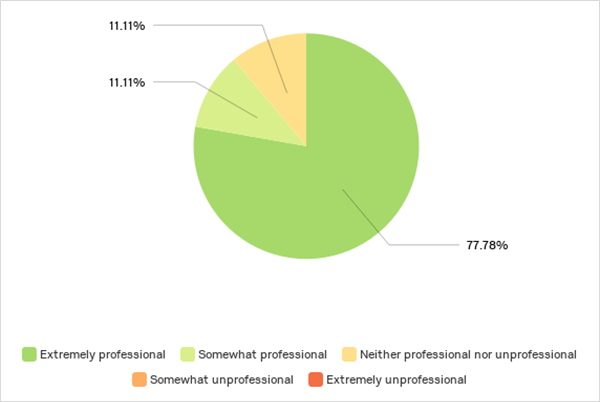 11.11%
11.11%
77.78%
Extremely professional Somewhat professional Neither professional nor unprofessional
Somewhat unprofessional Extremely unprofessional